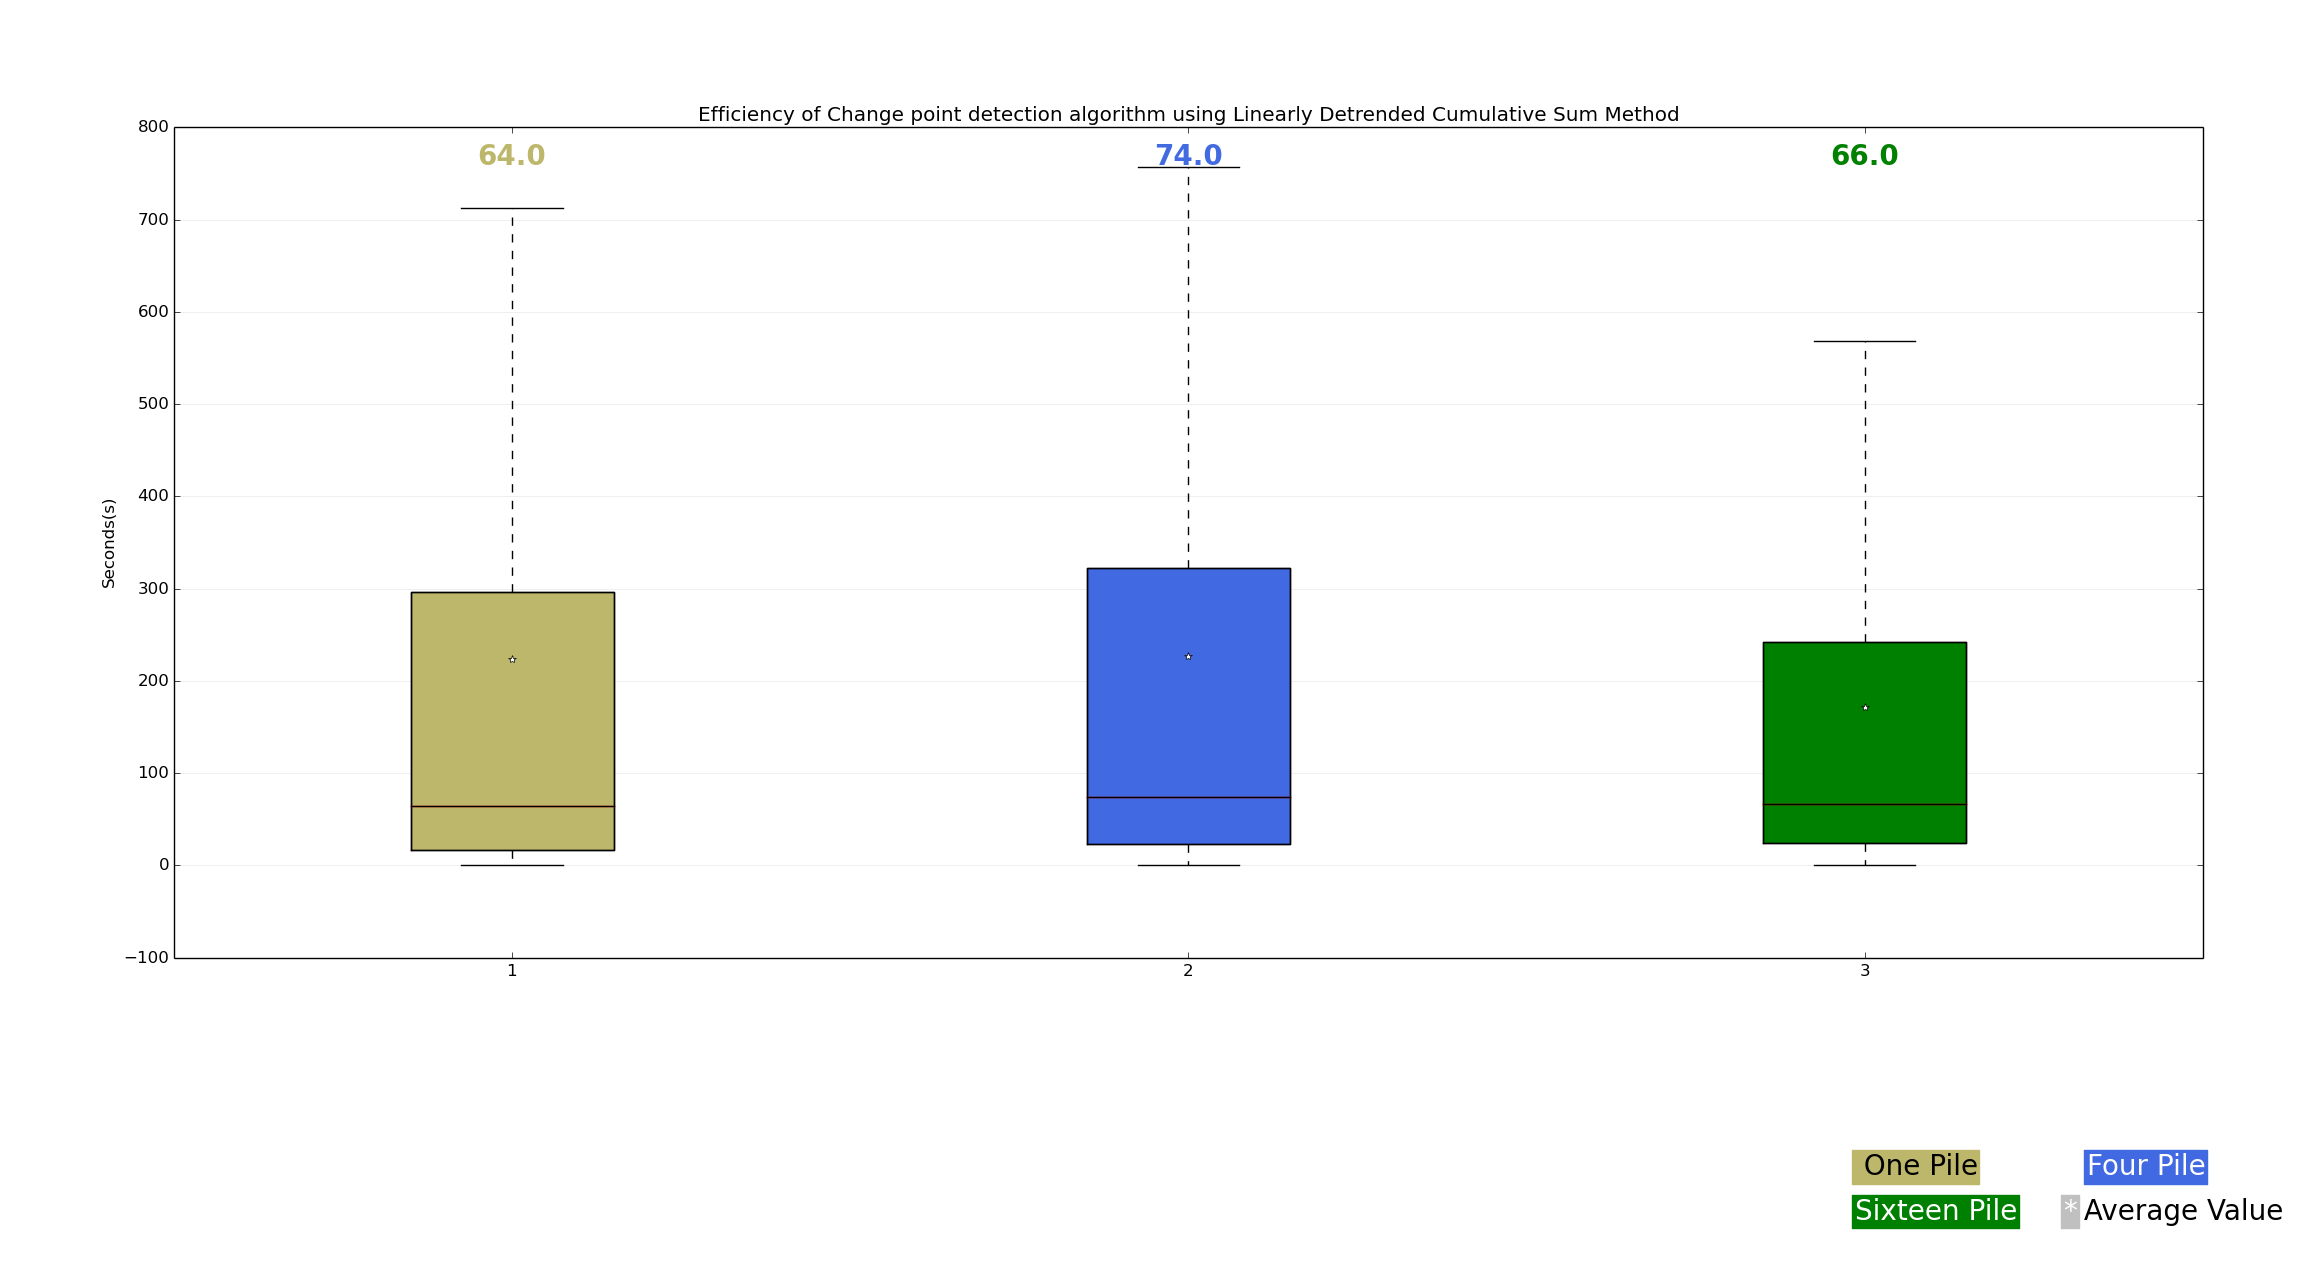 Efficiency of Change point detection algorithm using Linearly Detrended Cumulative Sum Method
800
64.0
74.0
66.0
700
600
500
400
Seconds(s)
300
200
100
0
−100
1
2
3
One Pile
Four Pile
Sixteen Pile
* Average Value